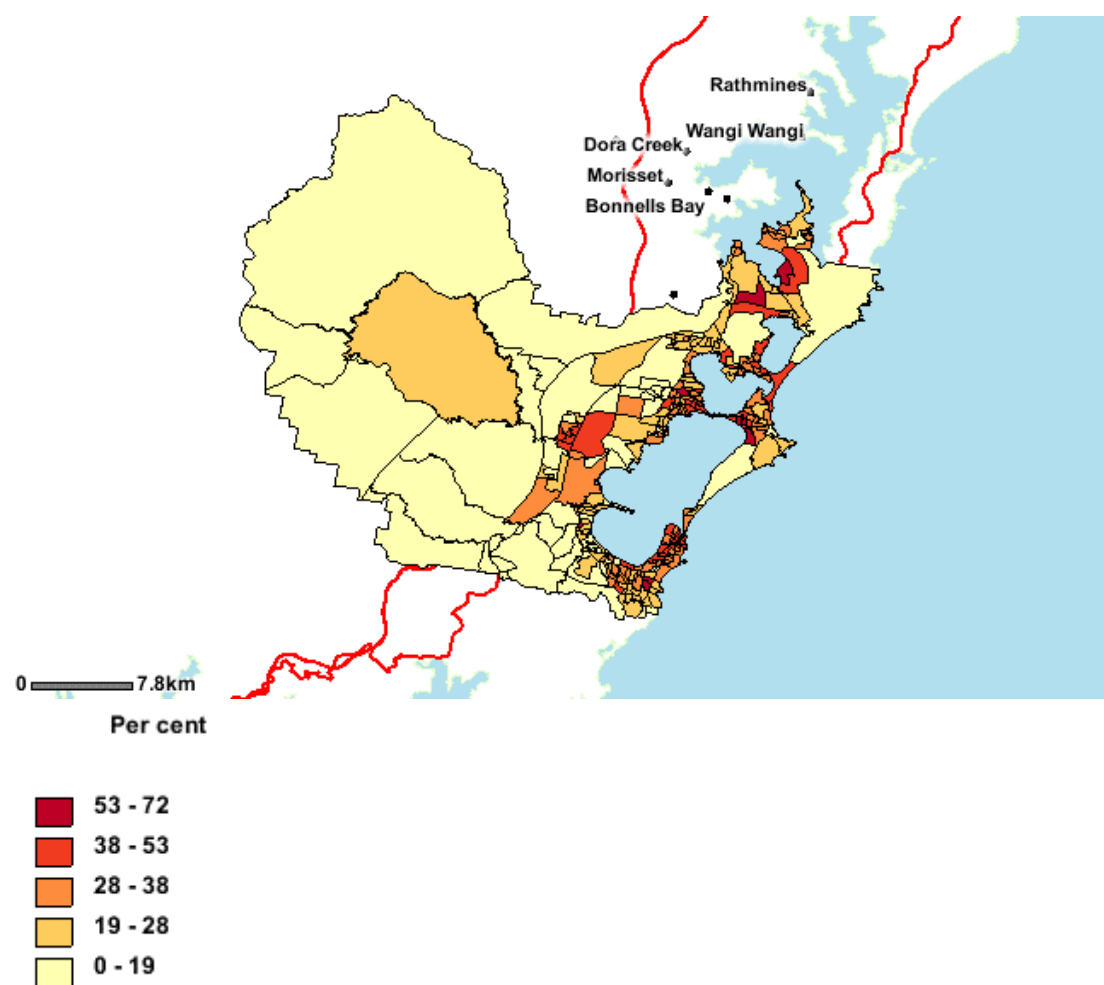 Rathmines
Wangi Wangi
Dora Creek
Morisset
Bonnells Bay
0 7.8km
Per cent
53 - 72
38 - 53
28 - 38
19 - 28
0 - 19